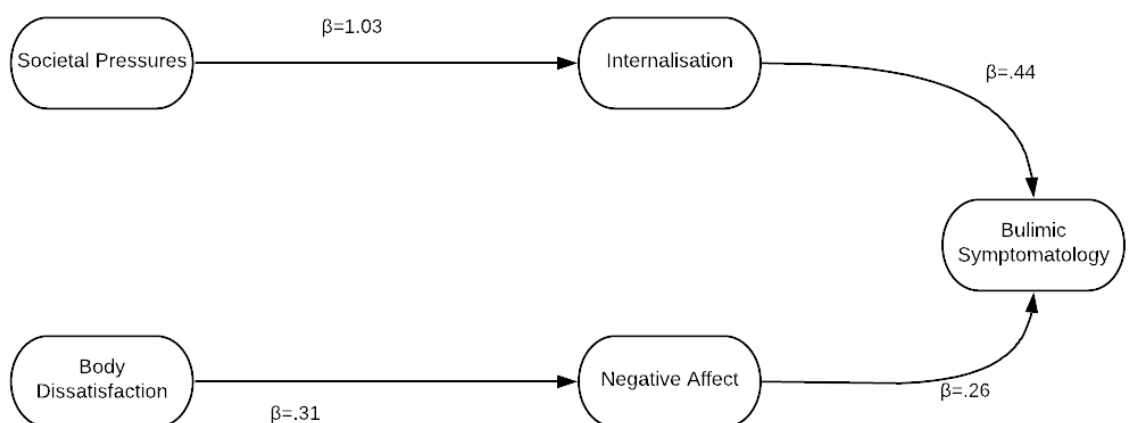 β=1.03
Societal Pressures
Internalisation
β=.44
Bulimic
Symptomatology
Body
Dissatisfaction
Negative Affect
β=.31
β=.26